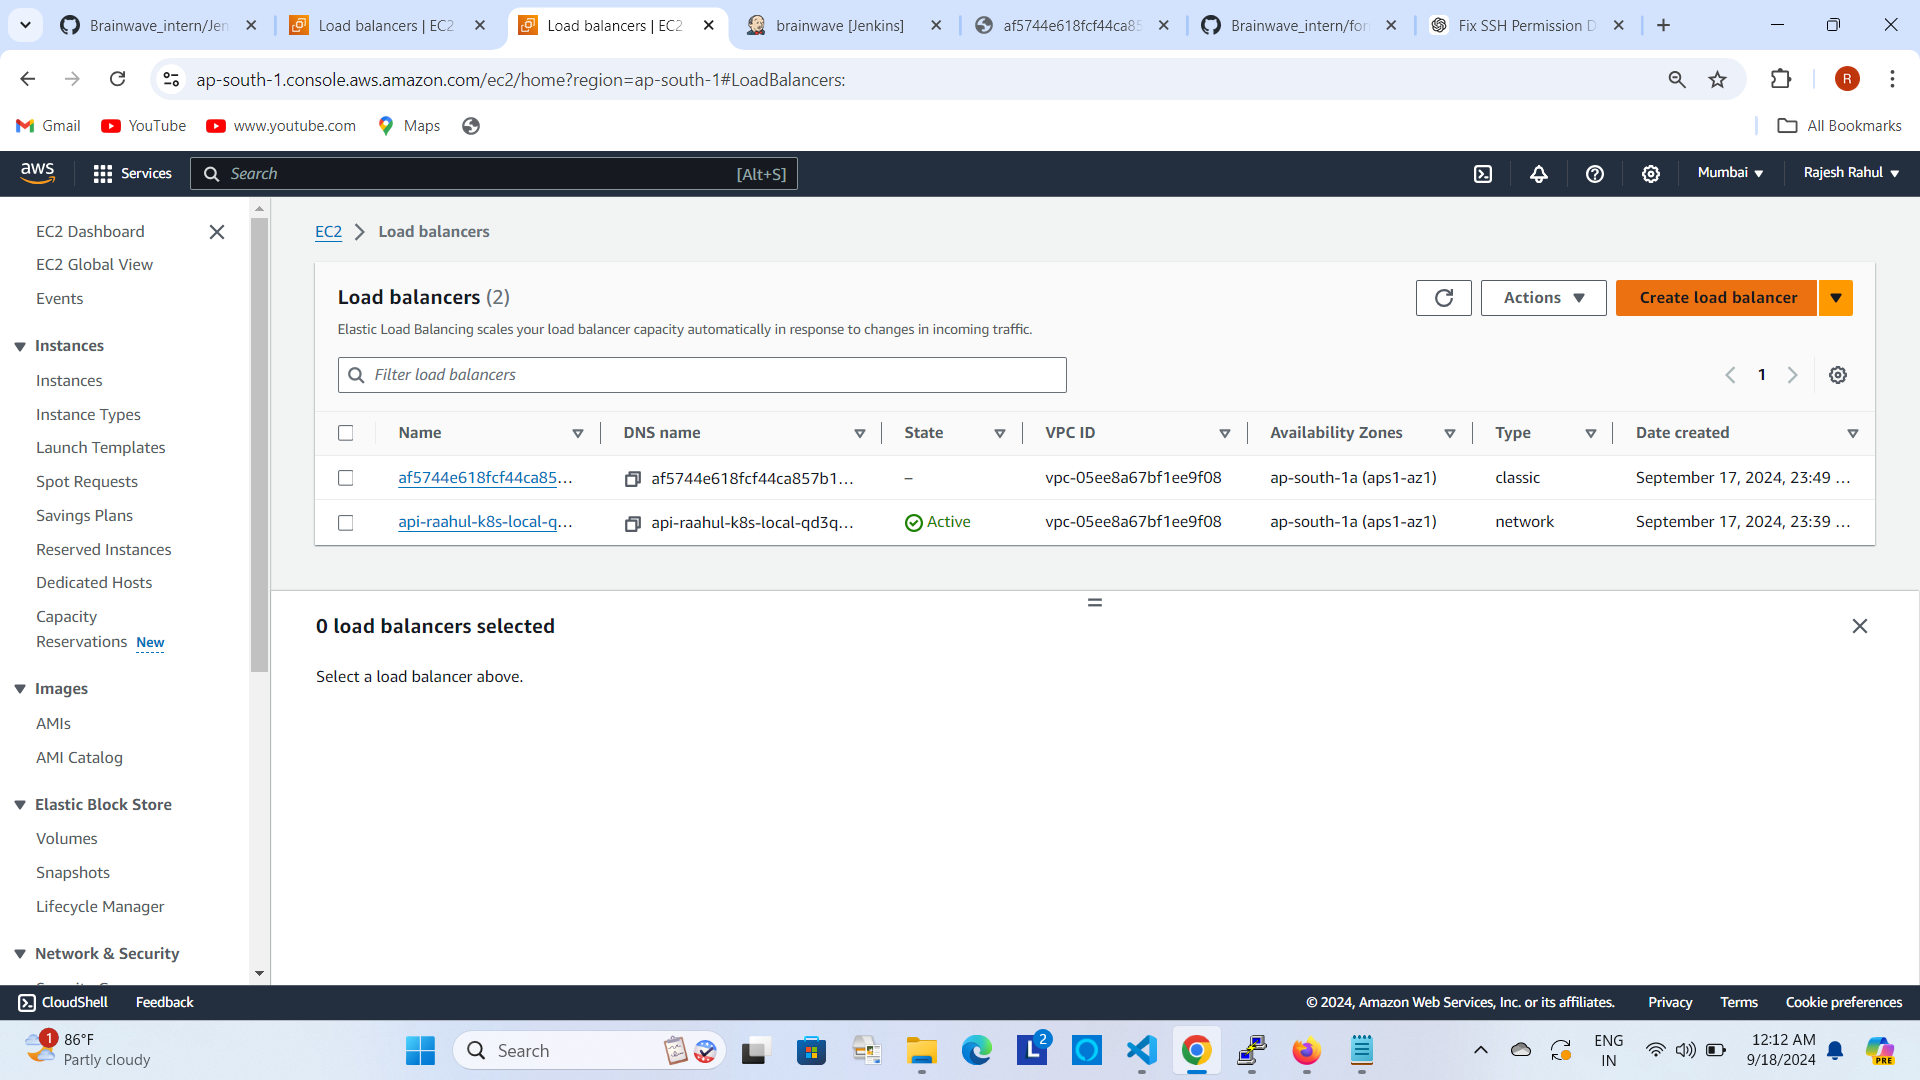 Brainwave_intern/Jen
Load balancers | EC2
Load balancers | EC2
brainwave [Jenkins]
af5744e618fcf44ca85
Brainwave_intern/for
Fix SSH Permission D
ap-south-1.console.aws.amazon.com/ec2/home?region=ap-south-1#LoadBalancers:
R
Gmail
YouTube
www.youtube.com
Maps
All Bookmarks
aws
Services
Search
[Alt+S]
Mumbai
Rajesh Rahul
EC2 Dashboard
EC2 Global View
Events
Instances
Instances
Instance Types
Launch Templates
Spot Requests
Savings Plans
Reserved Instances
Dedicated Hosts
Capacity
Reservations New
Images
AMIs
AMI Catalog
Elastic Block Store
Volumes
Snapshots
Lifecycle Manager
Network & Security
EC2 > Load balancers
Load balancers (2)
Elastic Load Balancing scales your load balancer capacity automatically in response to changes in incoming traffic.
Actions
Create load balancer
Filter load balancers
1
Name DNS name State VPC ID Availability Zones Type Date created
af5744e618fcf44ca85... af5744e618fcf44ca857b1... – vpc-05ee8a67bf1ee9f08 ap-south-1a (aps1-az1) classic September 17, 2024, 23:49 ...
api-raahul-k8s-local-q... api-raahul-k8s-local-qd3q... Active vpc-05ee8a67bf1ee9f08 ap-south-1a (aps1-az1) network September 17, 2024, 23:39 ...
0 load balancers selected
Select a load balancer above.
CloudShell
Feedback
© 2024, Amazon Web Services, Inc. or its affiliates.
Privacy
Terms
Cookie preferences
1
86°F
Partly cloudy
Search
L
2
ENG
IN
12:12 AM
9/18/2024
PRE